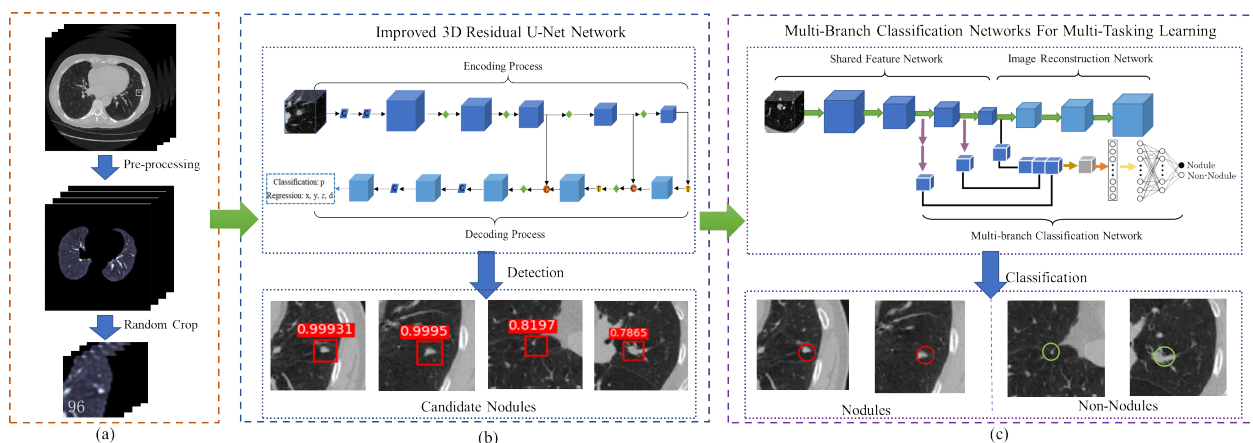 Pre-processing
Random Crop
96
(a)
Improved 3D Residual U-Net Network
Encoding Process
C
C
Classification: p
Regression: x, y, z, d
C
C
Decoding Process
Detection
0.99931
0.9995
0.8197
0.7865
Candidate Nodules
(b)
Multi-Branch Classification Networks For Multi-Tasking Learning
Shared Feature Network
Image Reconstruction Network
Nodule
Non-Nodule
Multi-branch Classification Network
Classification
Nodules
Non-Nodules
(c)